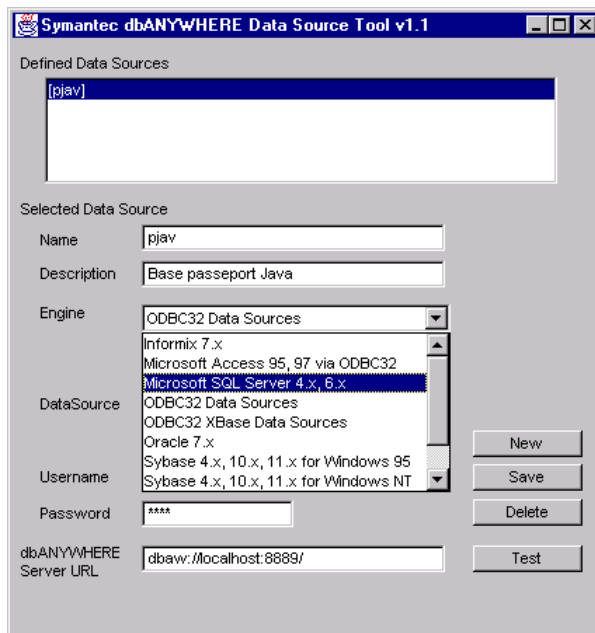 Symantec dbANYWHERE Data Source Tool v1.1
Defined Data Sources
[pjav]
Selected Data Source
Name
pjav
Description
Base passeport Java
Engine
ODBC32 Data Sources
Informix 7.x
Microsoft Access 95, 97 via ODBC32
Microsoft SQL Server 4.x, 6.x
ODBC32 Data Sources
ODBC32 XBase Data Sources
Oracle 7.x
Sybase 4.x, 10.x, 11.x for Windows 95
Sybase 4.x, 10.x, 11.x for Windows NT
DataSource
Username
Password
****
dbANYWHERE
Server URL
dbaw://localhost:8889/
New
Save
Delete
Test